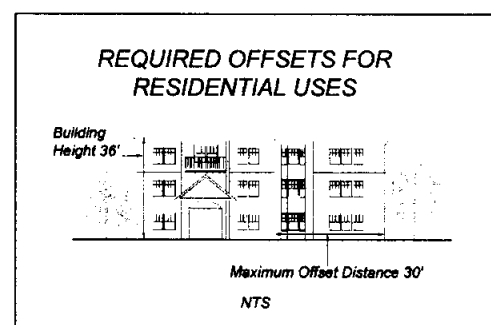 REQUIRED OFFSETS FOR
RESIDENTIAL USES
Building
Height 36'
Maximum Offset Distance 30'
NTS